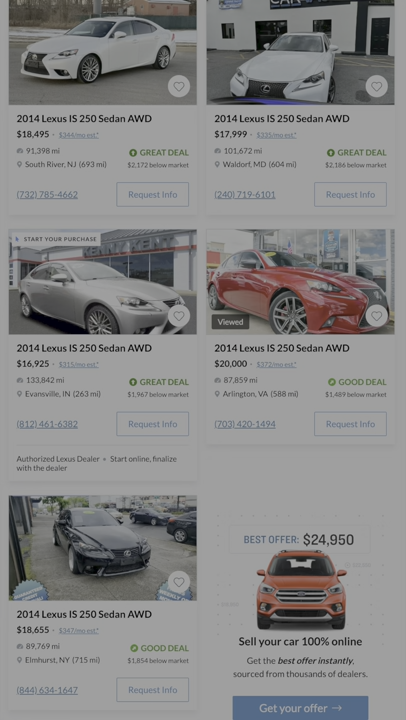 2014 Lexus IS 250 Sedan AWD
$18,495 · $344/mo est.*
91,398 mi
GREAT DEAL
South River, NJ (693 mi)
$2,172 below market
(732) 785-4662
Request Info
2014 Lexus IS 250 Sedan AWD
$17,999 · $335/mo est.*
101,672 mi
GREAT DEAL
Waldorf, MD (604 mi)
$2,186 below market
(240) 719-6101
Request Info
START YOUR PURCHASE
2014 Lexus IS 250 Sedan AWD
$16,925 · $315/mo est.*
133,842 mi
GREAT DEAL
Evansville, IN (263 mi)
$1,967 below market
(812) 461-6382
Request Info
Authorized Lexus Dealer • Start online, finalize
with the dealer
Viewed
2014 Lexus IS 250 Sedan AWD
$20,000 · $372/mo est.*
87,859 mi
GOOD DEAL
Arlington, VA (588 mi)
$1,489 below market
(703) 420-1494
Request Info
2014 Lexus IS 250 Sedan AWD
$18,655 · $347/mo est.*
89,769 mi
GOOD DEAL
Elmhurst, NY (715 mi)
$1,854 below market
(844) 634-1647
Request Info
BEST OFFER: $24,950
Sell your car 100% online
Get the best offer instantly,
sourced from thousands of dealers.
Get your offer →